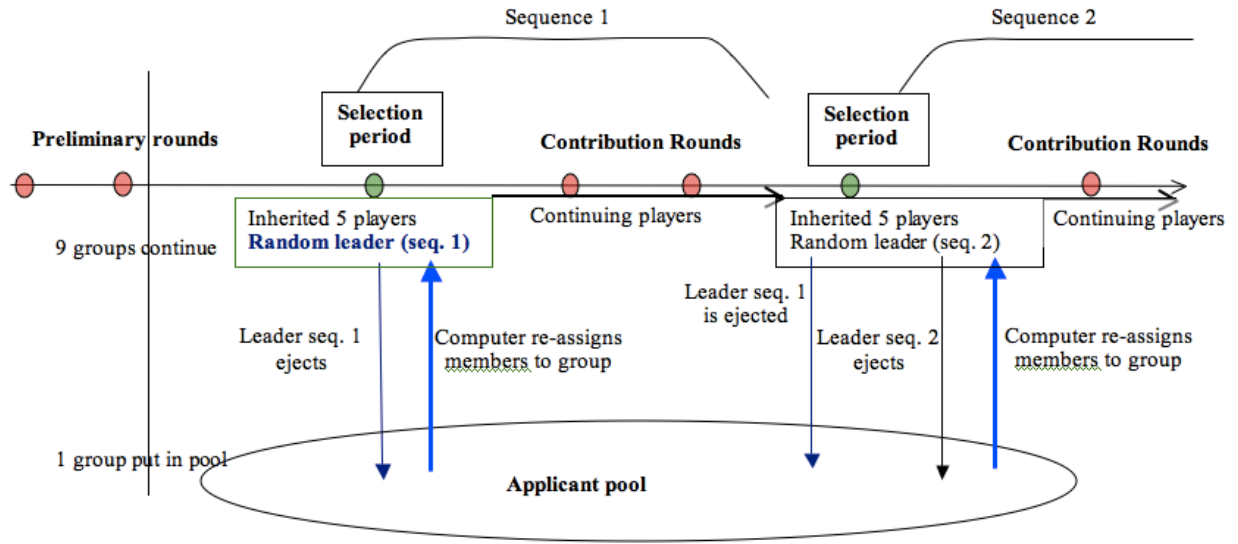 Sequence 1
Sequence 2
Selection
period
Selection
period
Preliminary rounds
Contribution Rounds
Contribution Rounds
Inherited 5 players
Random leader (seq. 1)
Continuing players
Inherited 5 players
Random leader (seq. 2)
Continuing players
9 groups continue
Leader seq. 1
is ejected
Leader seq. 1
ejects
Computer re-assigns
members to group
Leader seq. 2
ejects
Computer re-assigns
members to group
1 group put in pool
Applicant pool